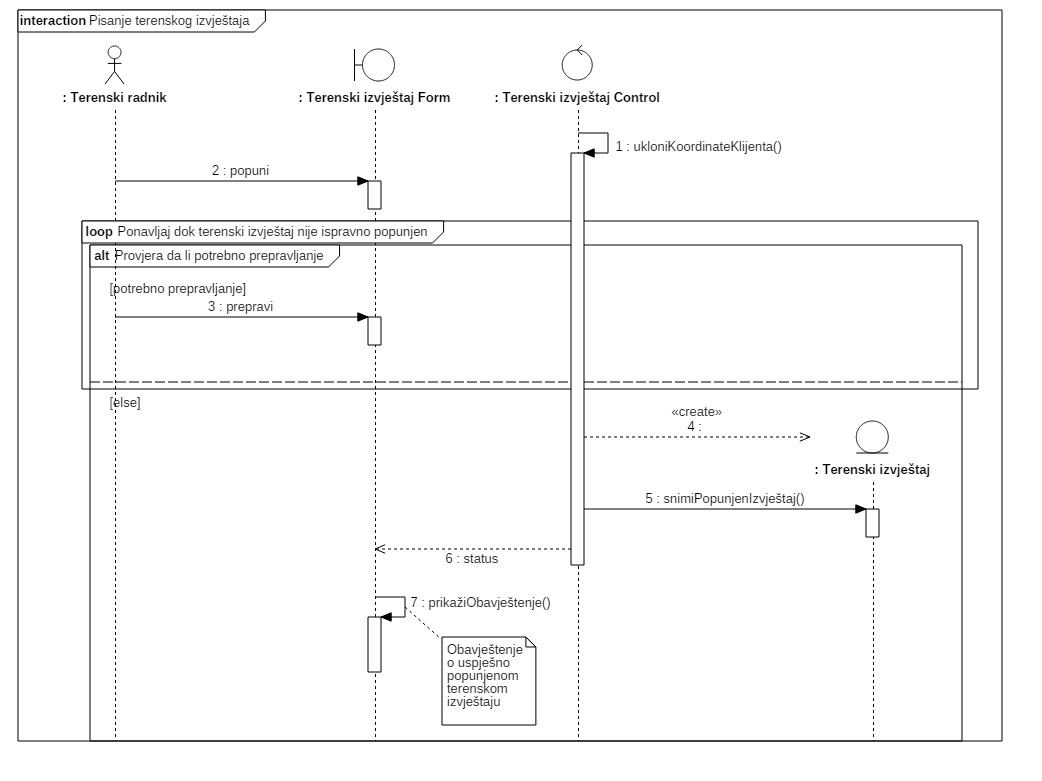 interaction Pisanje terenskog izvještaja
: Terenski radnik
: Terenski izvještaj Form
: Terenski izvještaj Control
1 : ukloniKoordinateKlijenta()
2 : popuni
loop Ponavljaj dok terenski izvještaj nije ispravno popunjen
alt Provjera da li potrebno prepravljanje
[potrebno prepravljanje]
3 : prepravi
[else]
«create»
4 :
: Terenski izvještaj
5 : snimiPopunjenIzvještaj()
6 : status
7 : prikažiObavještenje()
Obavještenje
o uspješno
popunjenom
terenskom
izvještaju